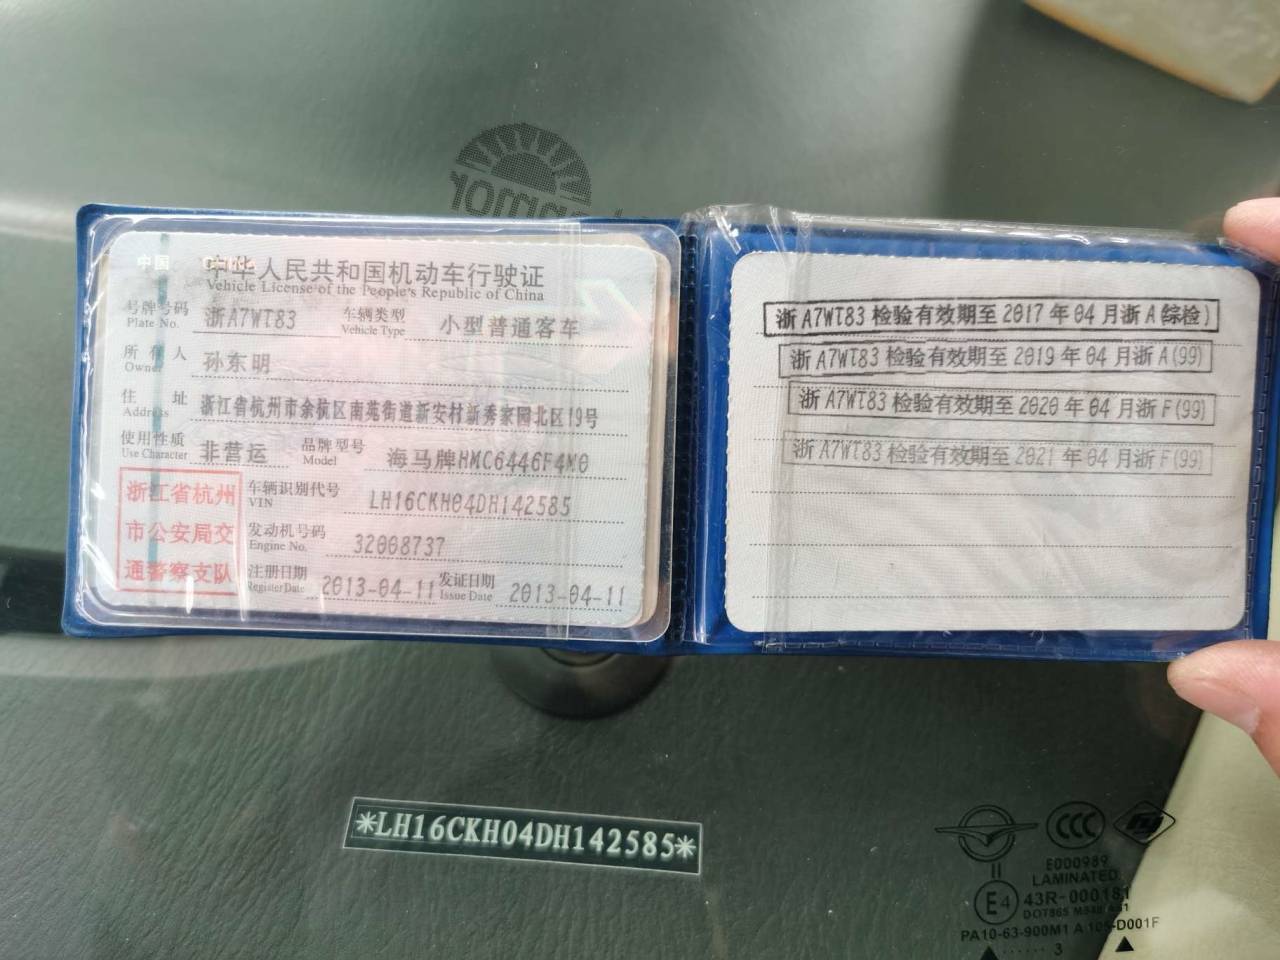 中国 CHINA
中华人民共和国机动车行驶证
Vehicle License of the People's Republic of China
号牌号码 浙A7WT83 车辆类型 小型普通客车
Plate No. Vehicle Type
所有人 孙东明
Owner
住址 浙江省杭州市余杭区南苑街道新安村新秀家园北区19号
Address
使用性质 非营运 品牌型号 海马牌HMC6446F4M0
Use Character Model
浙江省杭州
市公安局交
通警察支队
车辆识别代号 LH16CKH04DH142585
VIN
发动机号码 32008737
Engine No.
注册日期 2013-04-11 发证日期 2013-04-11
Register Date Issue Date
浙A7WT83检验有效期至2017年04月浙A(综检)
浙A7WT83检验有效期至2019年04月浙A(99)
浙A7WT83检验有效期至2020年04月浙F(99)
浙A7WT83检验有效期至2021年04月浙F(99)
*LH16CKH04DH142585*
CCC
E000989
LAMINATED
E4 43R-000181
PA10-63-900M1
3